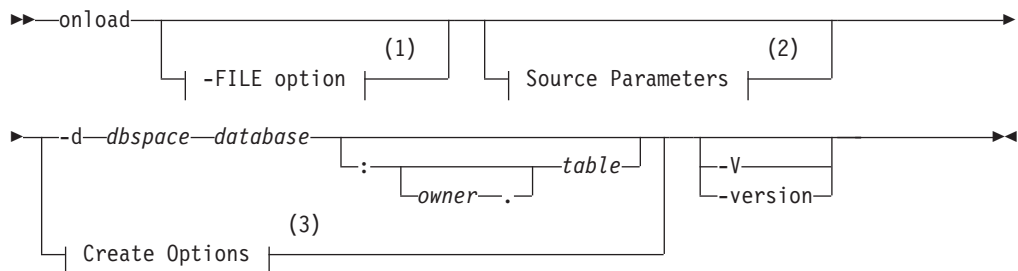 onload
(1)
(2)
-FILE option
Source Parameters
-d dbspace database
: table
-V
owner .
-version
(3)
Create Options